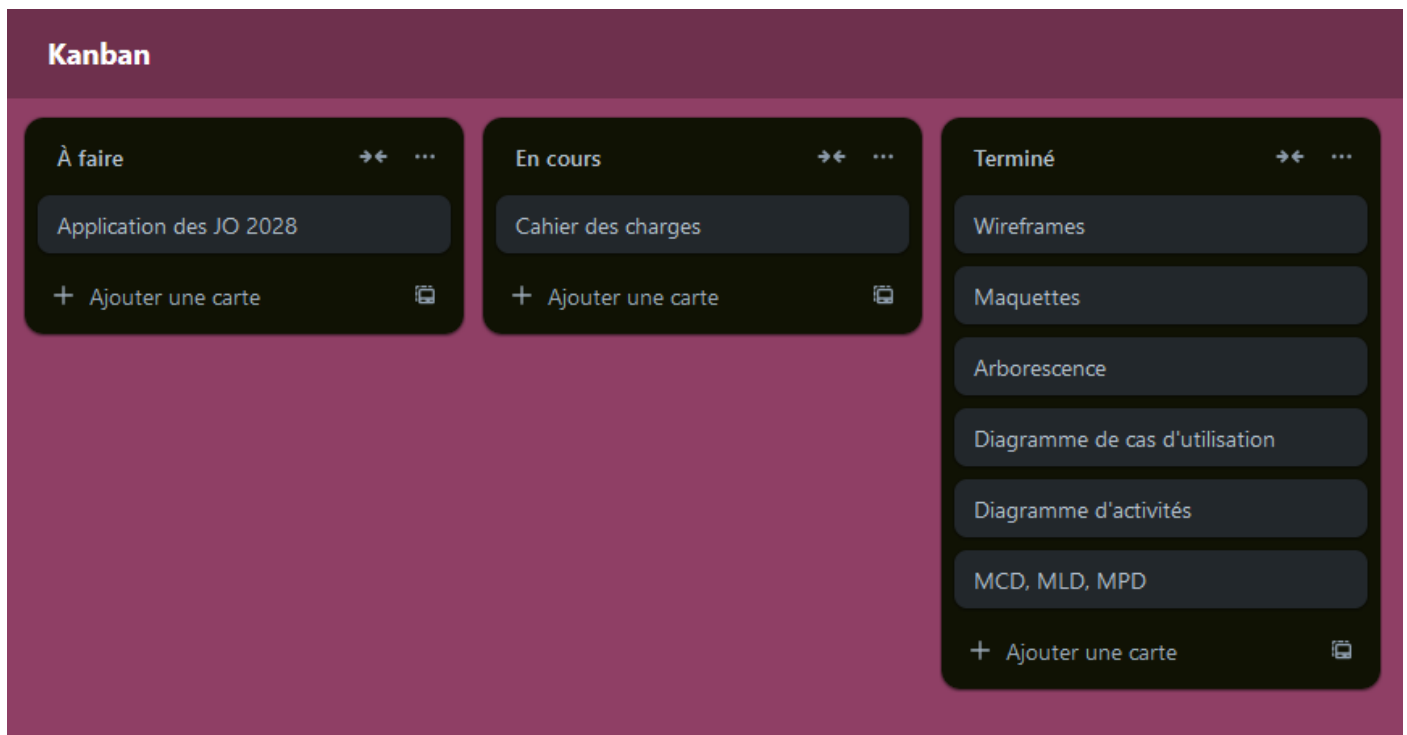 Kanban
À faire
Application des JO 2028
Ajouter une carte
En cours
Cahier des charges
Ajouter une carte
Terminé
Wireframes
Maquettes
Arborescence
Diagramme de cas d'utilisation
Diagramme d'activités
MCD, MLD, MPD
Ajouter une carte